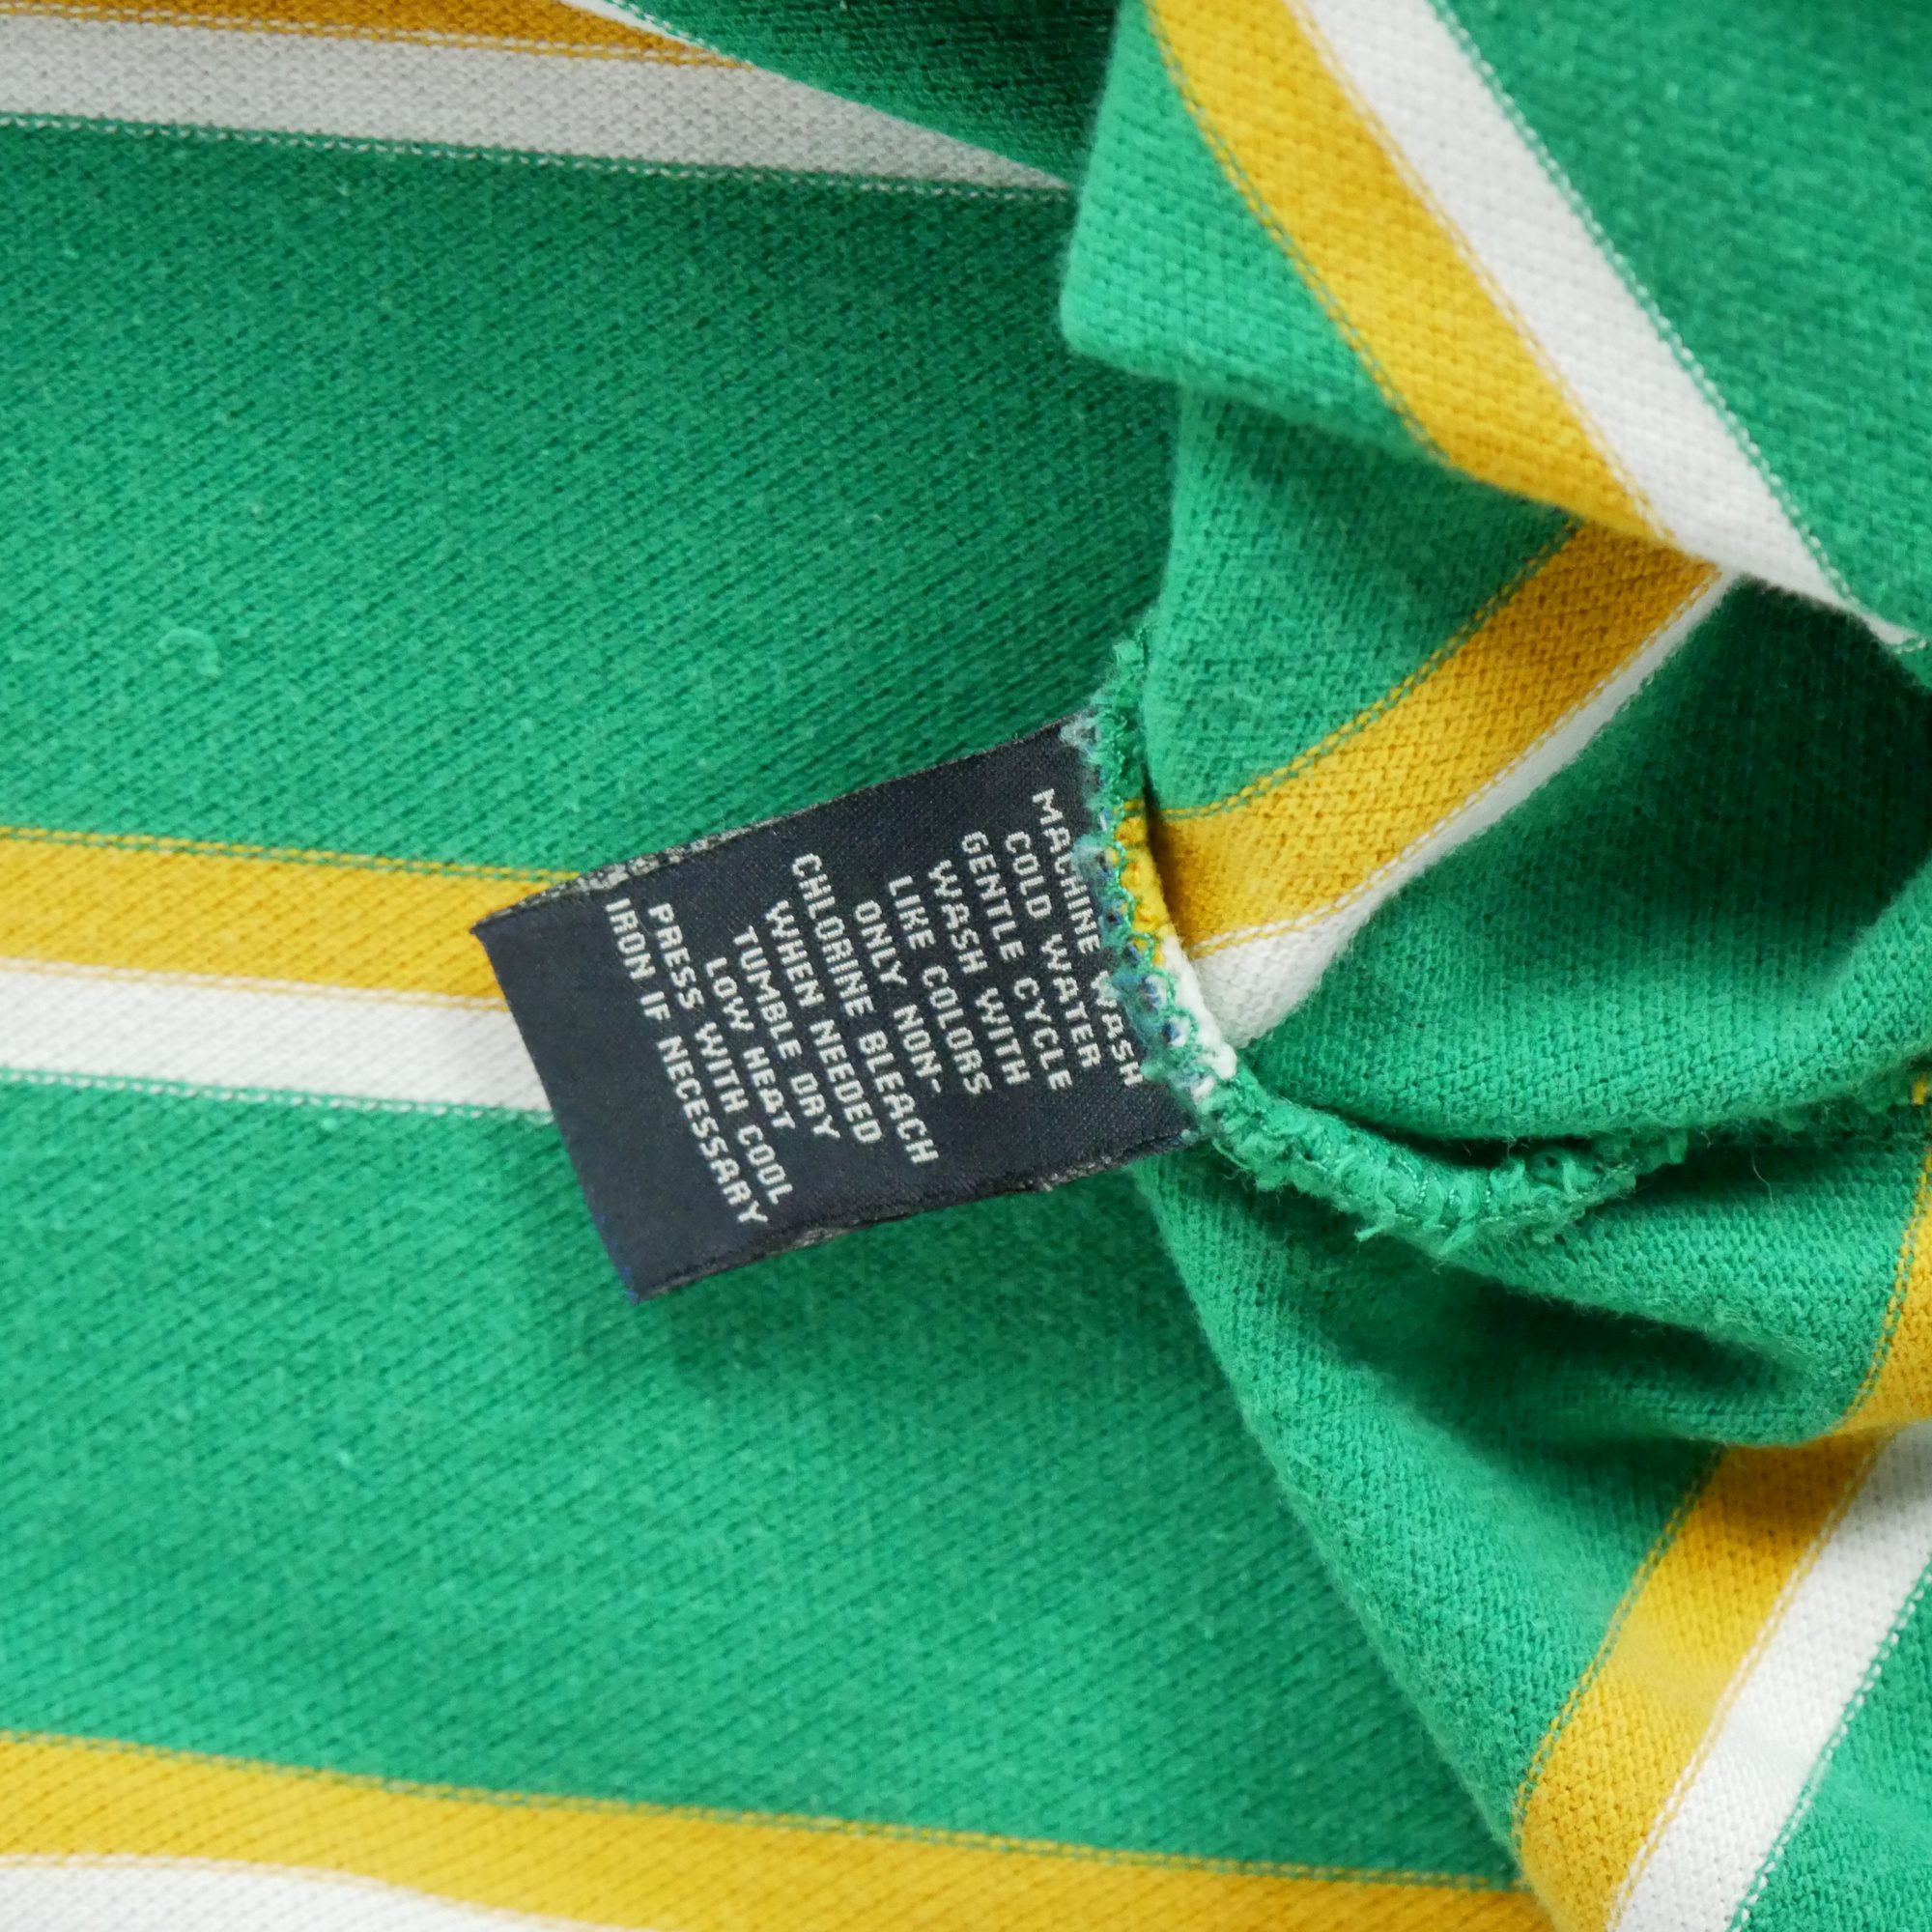 MACHINE WASH
COLD WATER
GENTLE CYCLE
WASH WITH
LIKE COLORS
ONLY NON-
CHLORINE BLEACH
WHEN NEEDED
TUMBLE DRY
LOW HEAT
PRESS WITH COOL
IRON IF NECESSARY